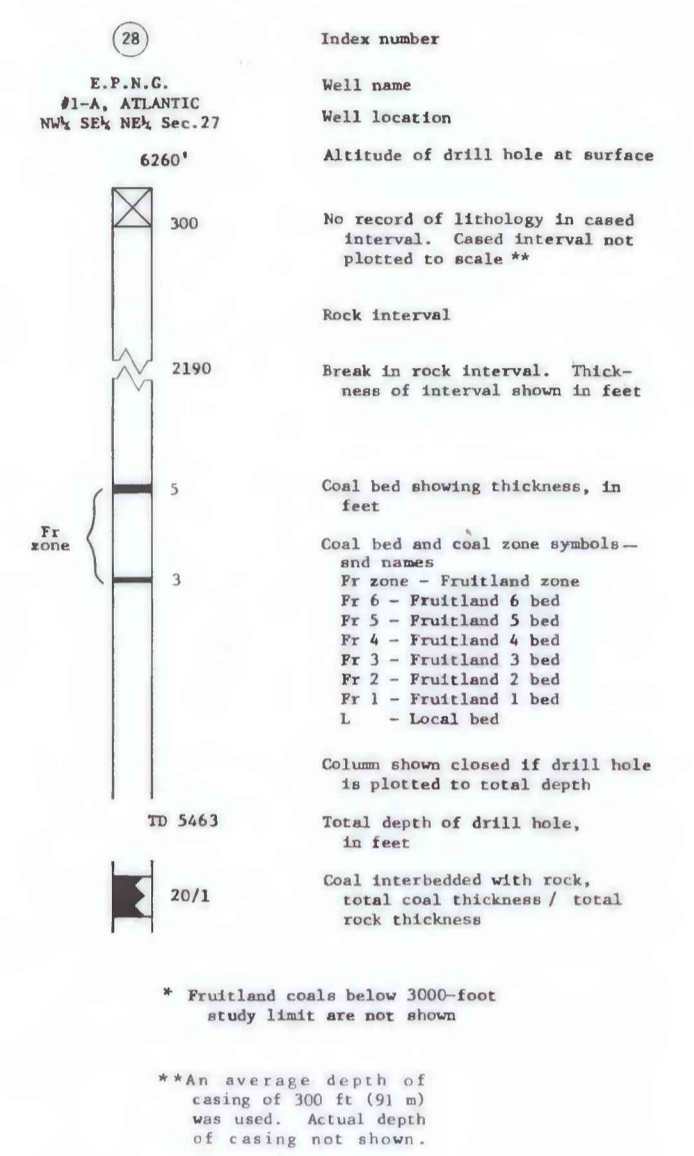 28 Index number
E.P.N.G. Well name
#1-A, ATLANTIC
NW¼ SE¼ NE¼ Sec.27 Well location
6260' Altitude of drill hole at surface
300 No record of lithology in cased
interval. Cased interval not
plotted to scale **
Rock interval
2190 Break in rock interval. Thick-
ness of interval shown in feet
5 Coal bed showing thickness, in
feet
Fr
zone
Coal bed and coal zone symbols—
and names
Fr zone - Fruitland zone
3
Fr 6 - Fruitland 6 bed
Fr 5 - Fruitland 5 bed
Fr 4 - Fruitland 4 bed
Fr 3 - Fruitland 3 bed
Fr 2 - Fruitland 2 bed
Fr 1 - Fruitland 1 bed
L - Local bed
Column shown closed if drill hole
is plotted to total depth
TD 5463 Total depth of drill hole,
in feet
20/1 Coal interbedded with rock,
total coal thickness / total
rock thickness
* Fruitland coals below 3000-foot
study limit are not shown
**An average depth of
casing of 300 ft (91 m)
was used. Actual depth
of casing not shown.